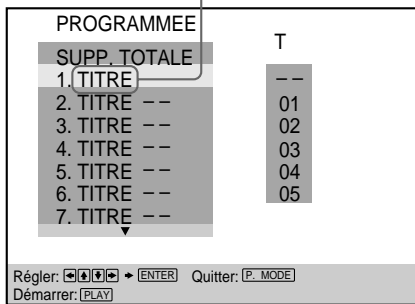 PROGRAMMEE
T
SUPP. TOTALE
1. TITRE – –
2. TITRE – – 01
3. TITRE – – 02
4. TITRE – – 03
5. TITRE – – 04
6. TITRE – – 05
7. TITRE – –
Régler: ENTER Quitter: P. MODE
Démarrer: PLAY